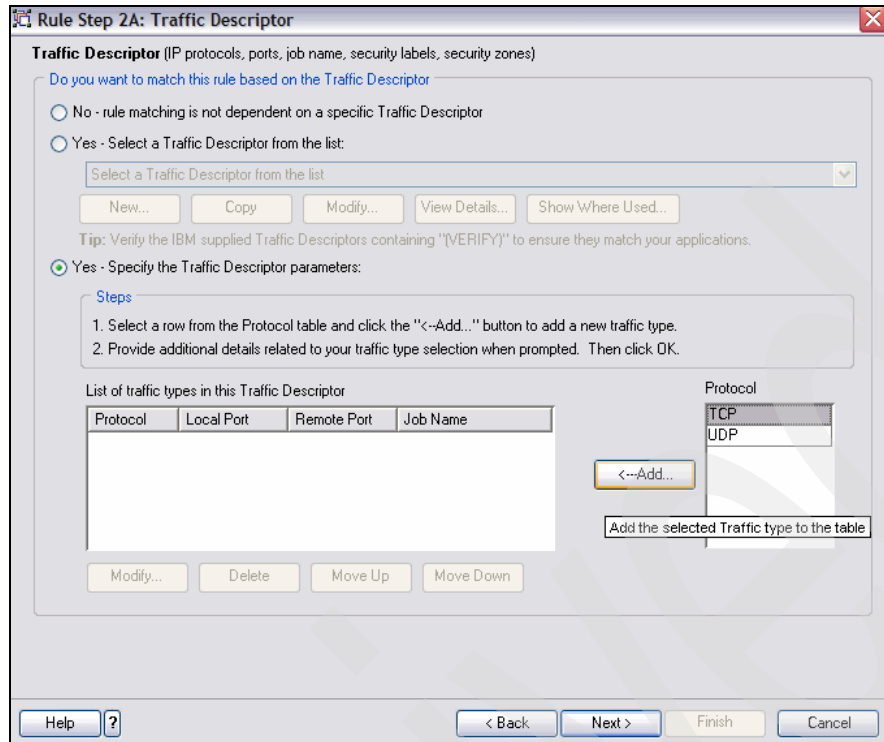 Rule Step 2A: Traffic Descriptor
Traffic Descriptor (IP protocols, ports, job name, security labels, security zones)
Do you want to match this rule based on the Traffic Descriptor
No - rule matching is not dependent on a specific Traffic Descriptor
Yes - Select a Traffic Descriptor from the list:
Select a Traffic Descriptor from the list
New... Copy Modify... View Details... Show Where Used...
Tip: Verify the IBM supplied Traffic Descriptors containing "(VERIFY)" to ensure they match your applications.
Yes - Specify the Traffic Descriptor parameters:
Steps
1. Select a row from the Protocol table and click the "<--Add..." button to add a new traffic type.
2. Provide additional details related to your traffic type selection when prompted. Then click OK.
List of traffic types in this Traffic Descriptor
Protocol Local Port Remote Port Job Name
Protocol
TCP
UDP
<---Add...
Add the selected Traffic type to the table
Modify... Delete Move Up Move Down
Help ? < Back Next > Finish Cancel